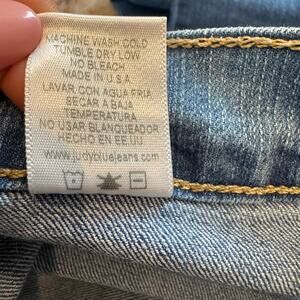 MACHINE WASH COLD
TUMBLE DRY LOW
NO BLEACH
MADE IN U.S.A
LAVAR CON AGUA FRIA
SECAR A BAJA
TEMPERATURA
NO USAR BLANQUEADOR
HECHO EN EE.UU
www.judybluejeans.com